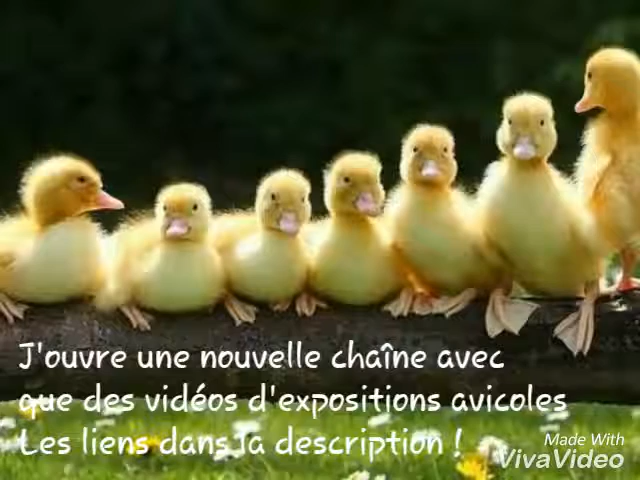 J'ouvre une nouvelle chaîne avec
que des vidéos d'expositions avicoles
Les liens dans la description !
Made With
VivaVideo